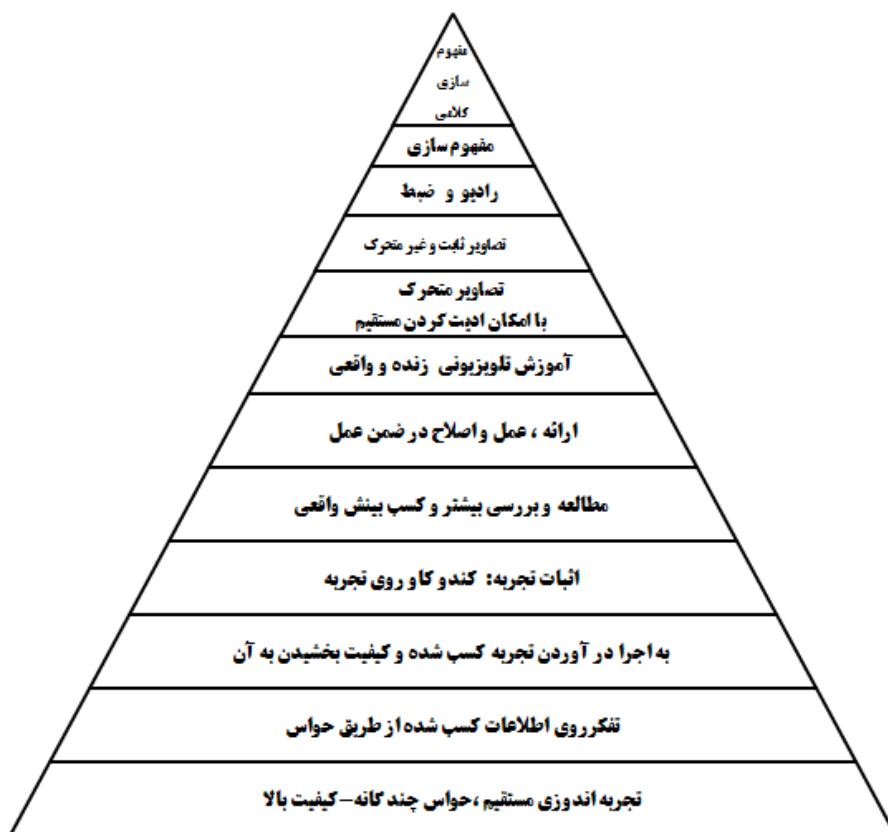 مفهوم
سازی
کلامی
مفهوم سازی
رادیو و ضبط
تصاویر ثابت و غیر متحرک
تصاویر متحرک
با امکان ادیت کردن مستقیم
آموزش تلویزیونی زنده و واقعی
ارائه ، عمل و اصلاح در ضمن عمل
مطالعه و بررسی بیشتر و کسب بینش واقعی
اثبات تجربه: کندو کاو روی تجربه
به اجرا در آوردن تجربه کسب شده و کیفیت بخشیدن به آن
تفکر روی اطلاعات کسب شده از طریق حواس
تجربه اندوزی مستقیم ،حواس چند گانه-کیفیت بالا